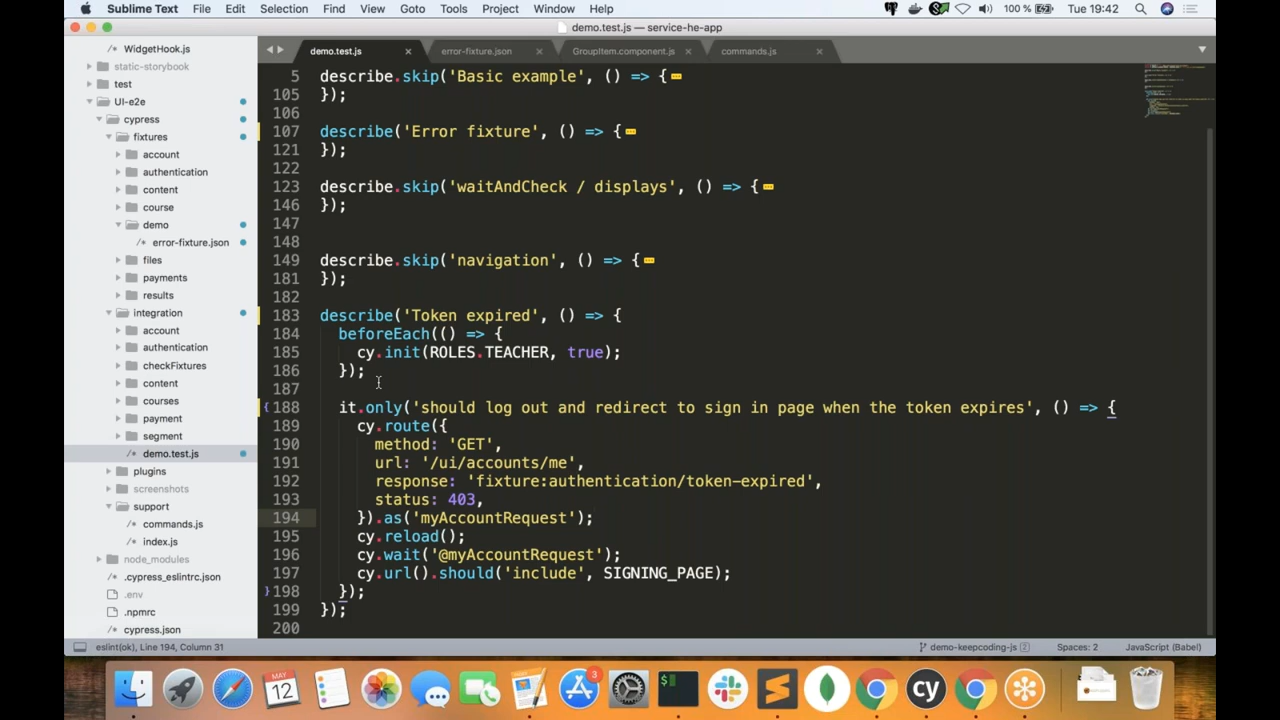 Sublime Text File Edit Selection Find View Goto Tools Project Window Help 100 % Tue 19:42
demo.test.js — service-he-app
demo.test.js × error-fixture.json × GroupItem.component.js × commands.js ×
WidgetHook.js
static-storybook
test
UI-e2e
cypress
fixtures
account
authentication
content
course
demo
/* error-fixture.json
files
payments
results
integration
account
authentication
checkFixtures
content
courses
payment
segment
/* demo.test.js
plugins
screenshots
support
/* commands.js
/* index.js
node_modules
/* .cypress_eslintrc.json
.env
.npmrc
/* cypress.json
5 describe.skip('Basic example', () => {
105 });
106
107 describe('Error fixture', () => {
121 });
122
123 describe.skip('waitAndCheck / displays', () => {
146 });
147
148
149 describe.skip('navigation', () => {
181 });
182
183 describe('Token expired', () => {
184 beforeEach(() => {
185 cy.init(ROLES.TEACHER, true);
186 });
187
{188 it.only('should log out and redirect to sign in page when the token expires', () => {
189 cy.route({
190 method: 'GET',
191 url: '/ui/accounts/me',
192 response: 'fixture:authentication/token-expired',
193 status: 403,
194 }).as('myAccountRequest');
195 cy.reload();
196 cy.wait('@myAccountRequest');
197 cy.url().should('include', SIGNING_PAGE);
}198 });
199 });
200
eslint(ok), Line 194, Column 31 demo-keepcoding-js 2 Spaces: 2 JavaScript (Babel)
MAY
12
3
cy